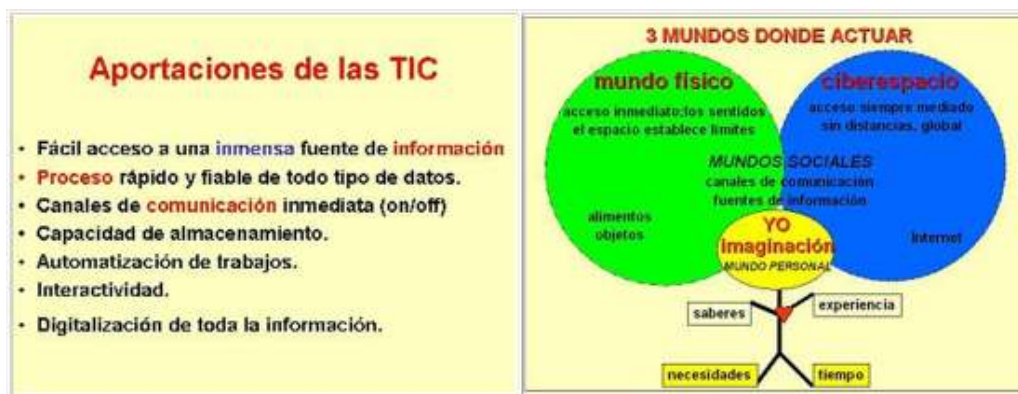 Aportaciones de las TIC
• Fácil acceso a una inmensa fuente de información
• Proceso rápido y fiable de todo tipo de datos.
• Canales de comunicación inmediata (on/off)
• Capacidad de almacenamiento.
• Automatización de trabajos.
• Interactividad.
• Digitalización de toda la información.
3 MUNDOS DONDE ACTUAR
mundo físico
acceso inmediato:los sentidos
el espacio establece límites
ciberespacio
acceso siempre mediado
sin distancias, global
MUNDOS SOCIALES
canales de comunicación
fuentes de información
alimentos
objetos
Internet
YO
imaginación
MUNDO PERSONAL
saberes
experiencia
necesidades
tiempo